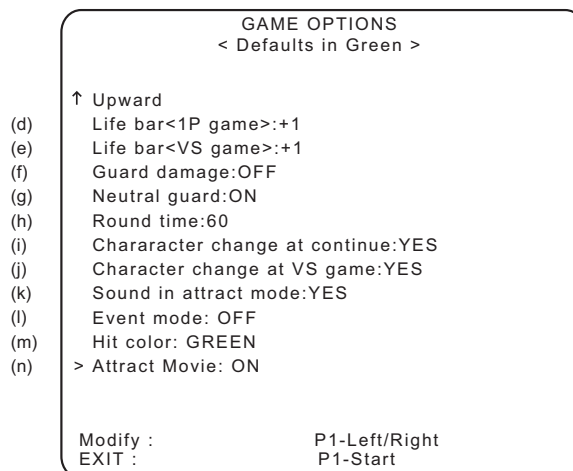 GAME OPTIONS
< Defaults in Green >
↑ Upward
(d) Life bar<1P game>:+1
(e) Life bar<VS game>:+1
(f) Guard damage:OFF
(g) Neutral guard:ON
(h) Round time:60
(i) Chararacter change at continue:YES
(j) Character change at VS game:YES
(k) Sound in attract mode:YES
(l) Event mode: OFF
(m) Hit color: GREEN
(n) > Attract Movie: ON
Modify : P1-Left/Right
EXIT : P1-Start